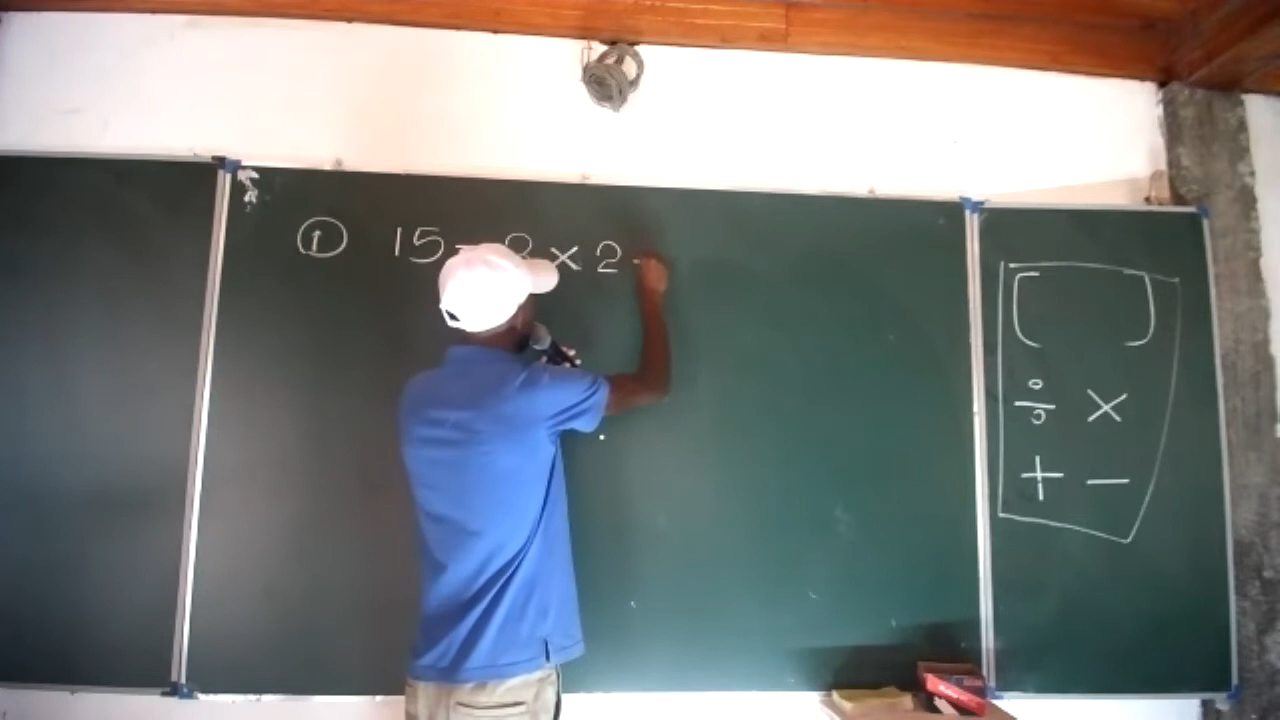 ① 15 - × 2 -
( )
÷ ×
+ -